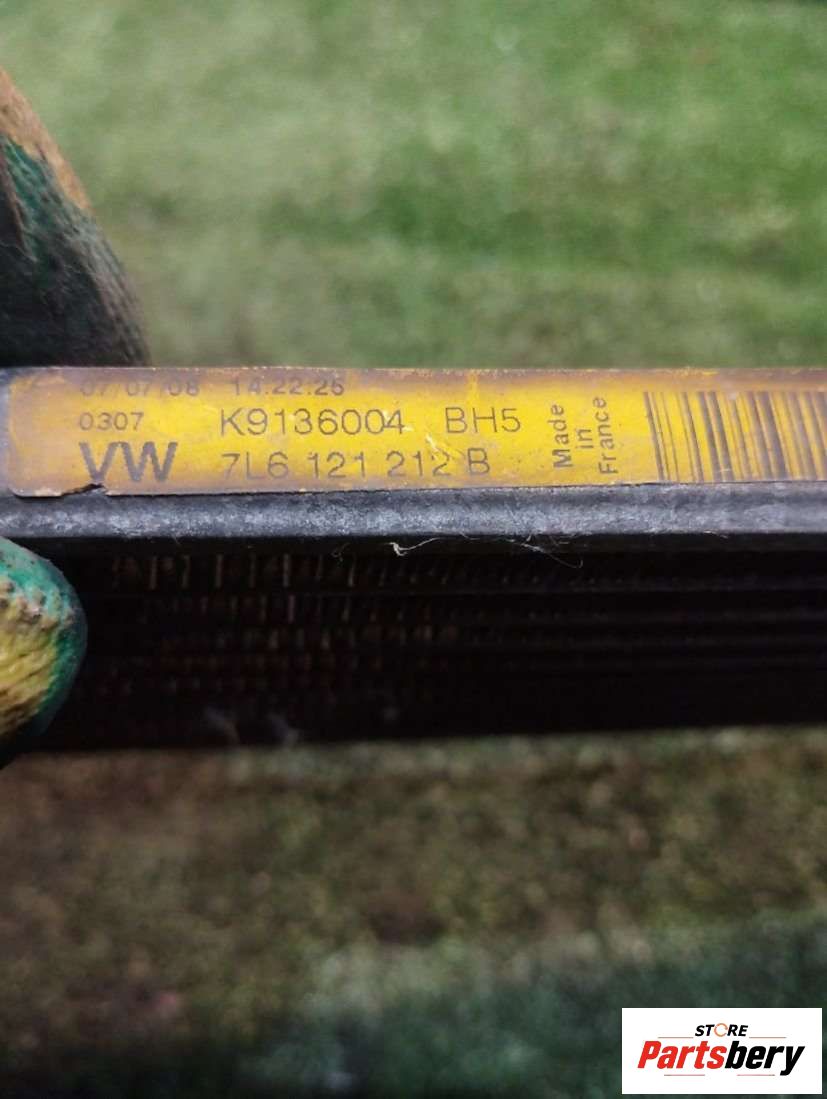 07/07/08 14.22.26
0307 K9136004 BH5
VW 7L6 121 212 B
Made
in
France
STORE
Partsbery